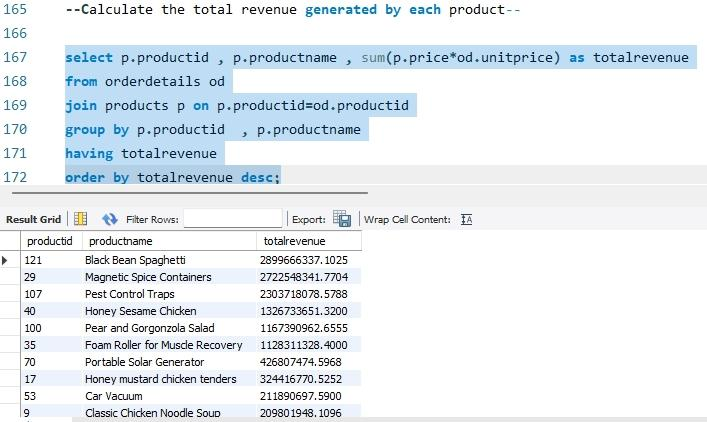 165 --Calculate the total revenue generated by each product--
166
167 select p.productid , p.productname , sum(p.price*od.unitprice) as totalrevenue
168 from orderdetails od
169 join products p on p.productid=od.productid
170 group by p.productid , p.productname
171 having totalrevenue
172 order by totalrevenue desc;
Result Grid Filter Rows: Export: Wrap Cell Content: IA
productid productname totalrevenue
121 Black Bean Spaghetti 2899666337.1025
29 Magnetic Spice Containers 2722548341.7704
107 Pest Control Traps 2303718078.5788
40 Honey Sesame Chicken 1326733651.3200
100 Pear and Gorgonzola Salad 1167390962.6555
35 Foam Roller for Muscle Recovery 1128311328.4000
70 Portable Solar Generator 426807474.5968
17 Honey mustard chicken tenders 324416770.5252
53 Car Vacuum 211890697.5900
9 Classic Chicken Noodle Soup 209801948.1096